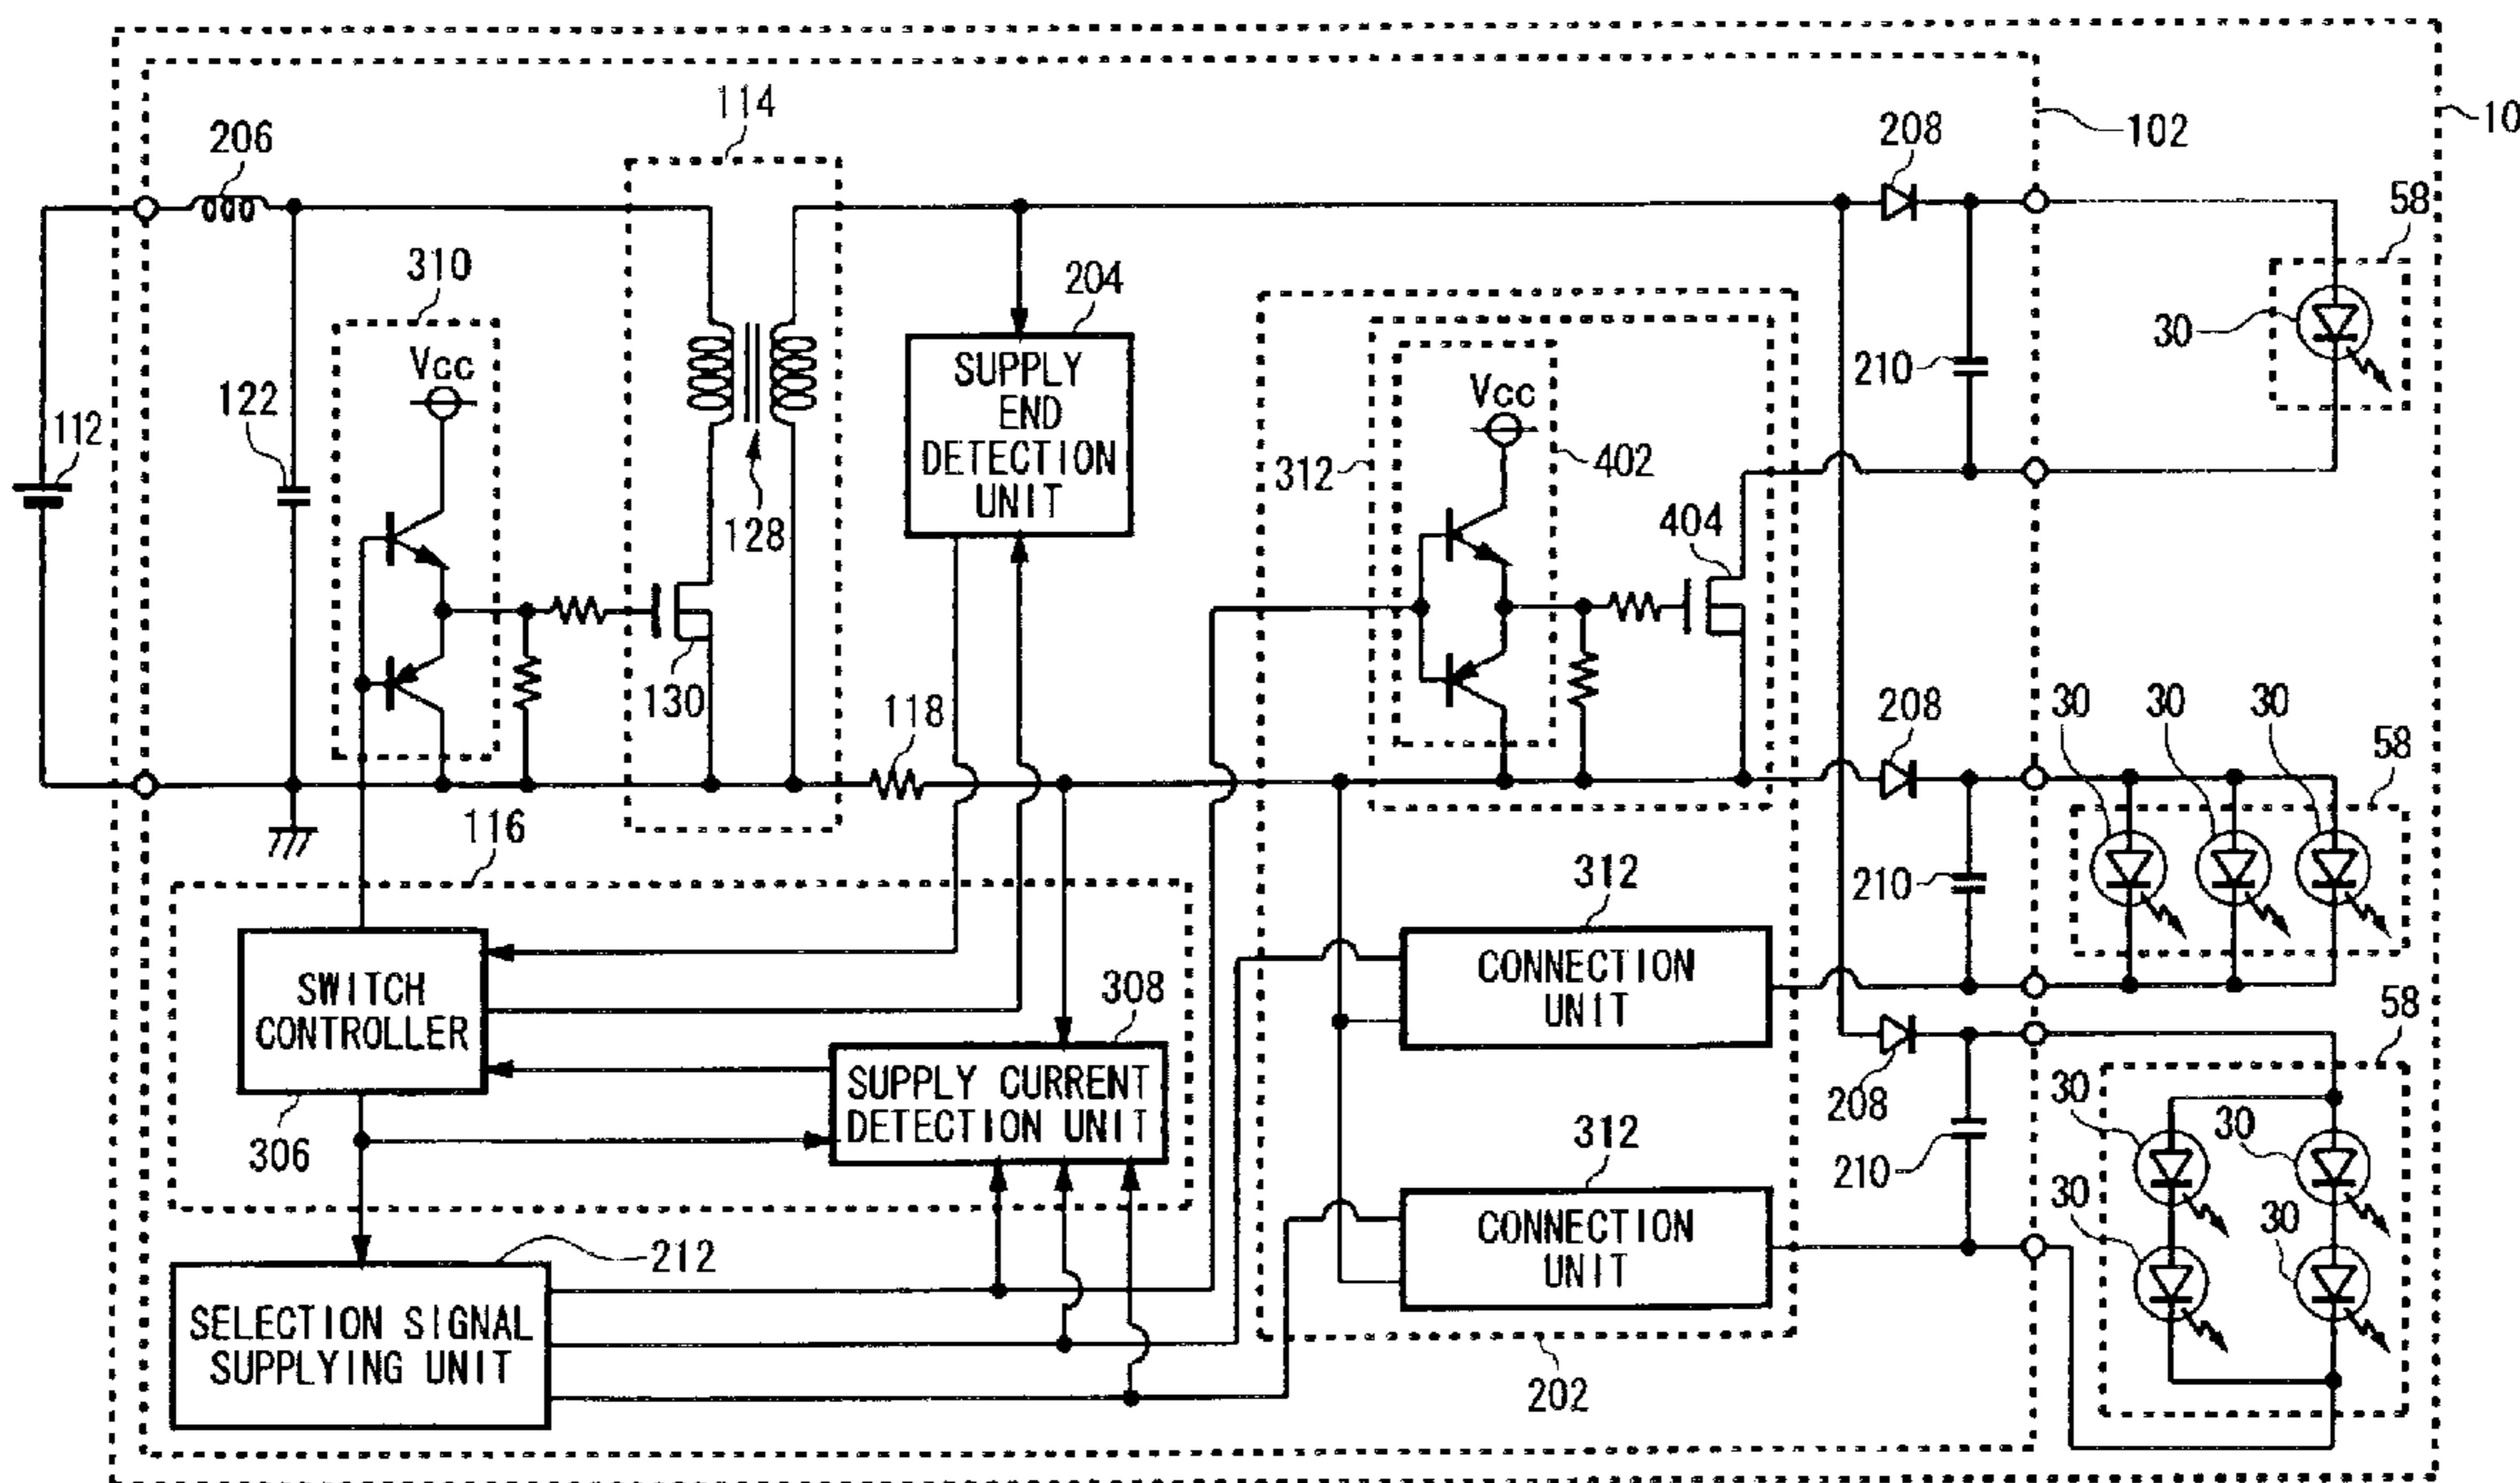 114
10
102
206
208
58
310
204
Vcc
SUPPLY
END
DETECTION
UNIT
30
210
122
112
Vcc
402
312
128
404
130
118
208
30
30
30
58
116
312
210
CONNECTION
UNIT
SWITCH
CONTROLLER
308
58
SUPPLY CURRENT
DETECTION UNIT
208
30
30
306
312
210
30
30
CONNECTION
UNIT
212
SELECTION SIGNAL
SUPPLYING UNIT
202